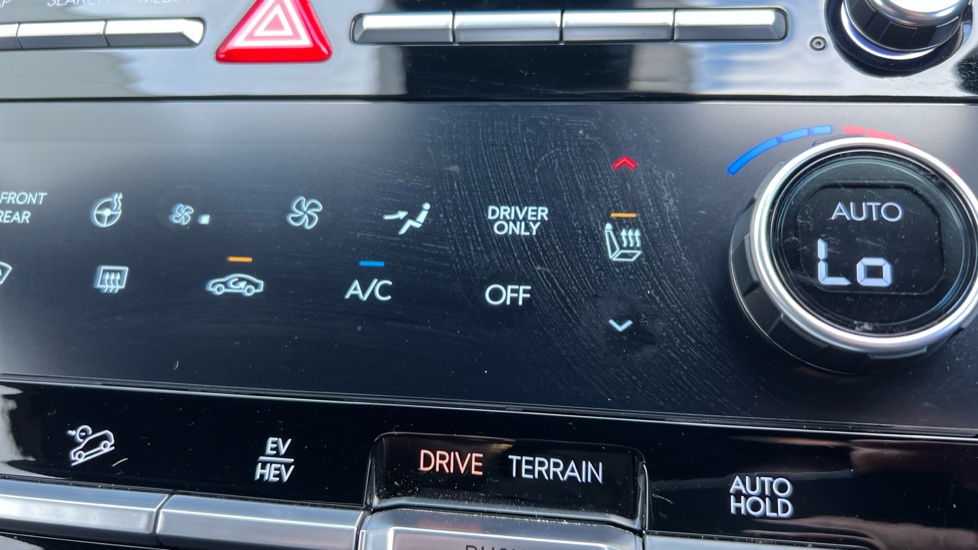 FRONT
REAR
DRIVER
ONLY
AUTO
Lo
A/C
OFF
EV
HEV
DRIVE TERRAIN
AUTO
HOLD